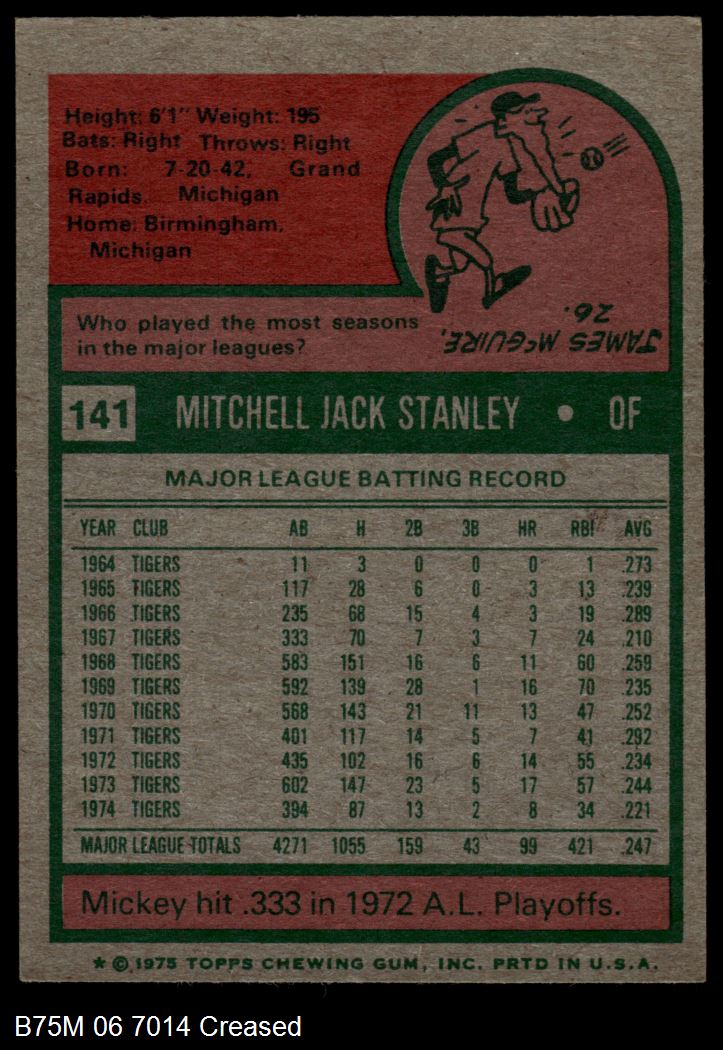 Height: 6'1" Weight: 195
Bats: Right Throws: Right
Born: 7-20-42, Grand
Rapids, Michigan
Home: Birmingham,
Michigan
Who played the most seasons
in the major leagues?
JAMES McGUIRE,
26.
141 MITCHELL JACK STANLEY • OF
MAJOR LEAGUE BATTING RECORD
YEAR CLUB AB H 2B 3B HR RBI AVG
1964 TIGERS 11 3 0 0 0 1 .273
1965 TIGERS 117 28 6 0 3 13 .239
1966 TIGERS 235 68 15 4 3 19 .289
1967 TIGERS 333 70 7 3 7 24 .210
1968 TIGERS 583 151 16 6 11 60 .259
1969 TIGERS 592 139 28 1 16 70 .235
1970 TIGERS 568 143 21 11 13 47 .252
1971 TIGERS 401 117 14 5 7 41 .292
1972 TIGERS 435 102 16 6 14 55 .234
1973 TIGERS 602 147 23 5 17 57 .244
1974 TIGERS 394 87 13 2 8 34 .221
MAJOR LEAGUE TOTALS 4271 1055 159 43 99 421 .247
Mickey hit .333 in 1972 A.L. Playoffs.
* © 1975 TOPPS CHEWING GUM, INC. PRTD IN U.S.A.
B75M 06 7014 Creased